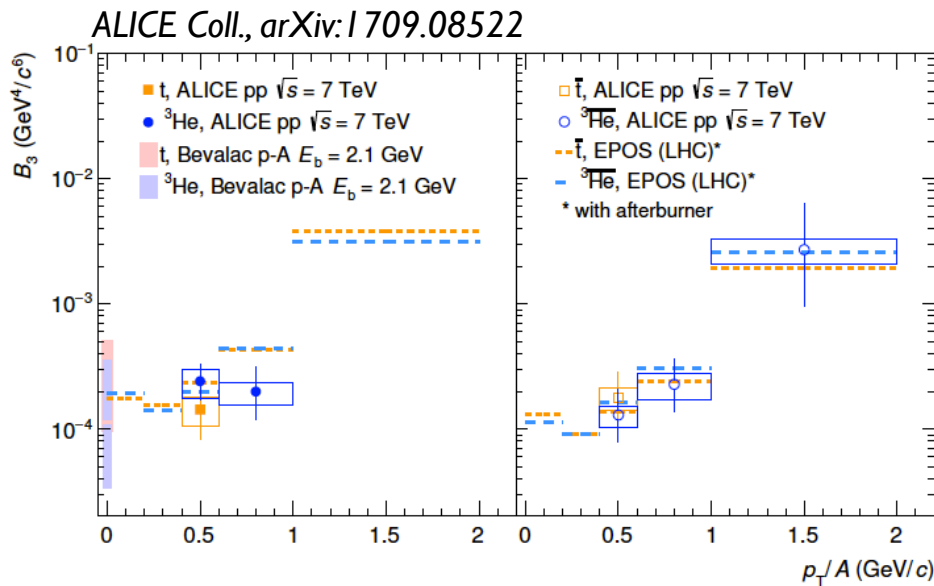 ALICE Coll., arXiv:1709.08522
B₃ (GeV⁴/c⁶)
10⁻¹
10⁻²
10⁻³
10⁻⁴
t, ALICE pp √s = 7 TeV
³He, ALICE pp √s = 7 TeV
t, Bevalac p-A E_b = 2.1 GeV
³He, Bevalac p-A E_b = 2.1 GeV
t̅, ALICE pp √s = 7 TeV
³H̅e̅, ALICE pp √s = 7 TeV
t̅, EPOS (LHC)*
³H̅e̅, EPOS (LHC)*
* with afterburner
0 0.5 1 1.5 2
0 0.5 1 1.5 2
p_T/A (GeV/c)